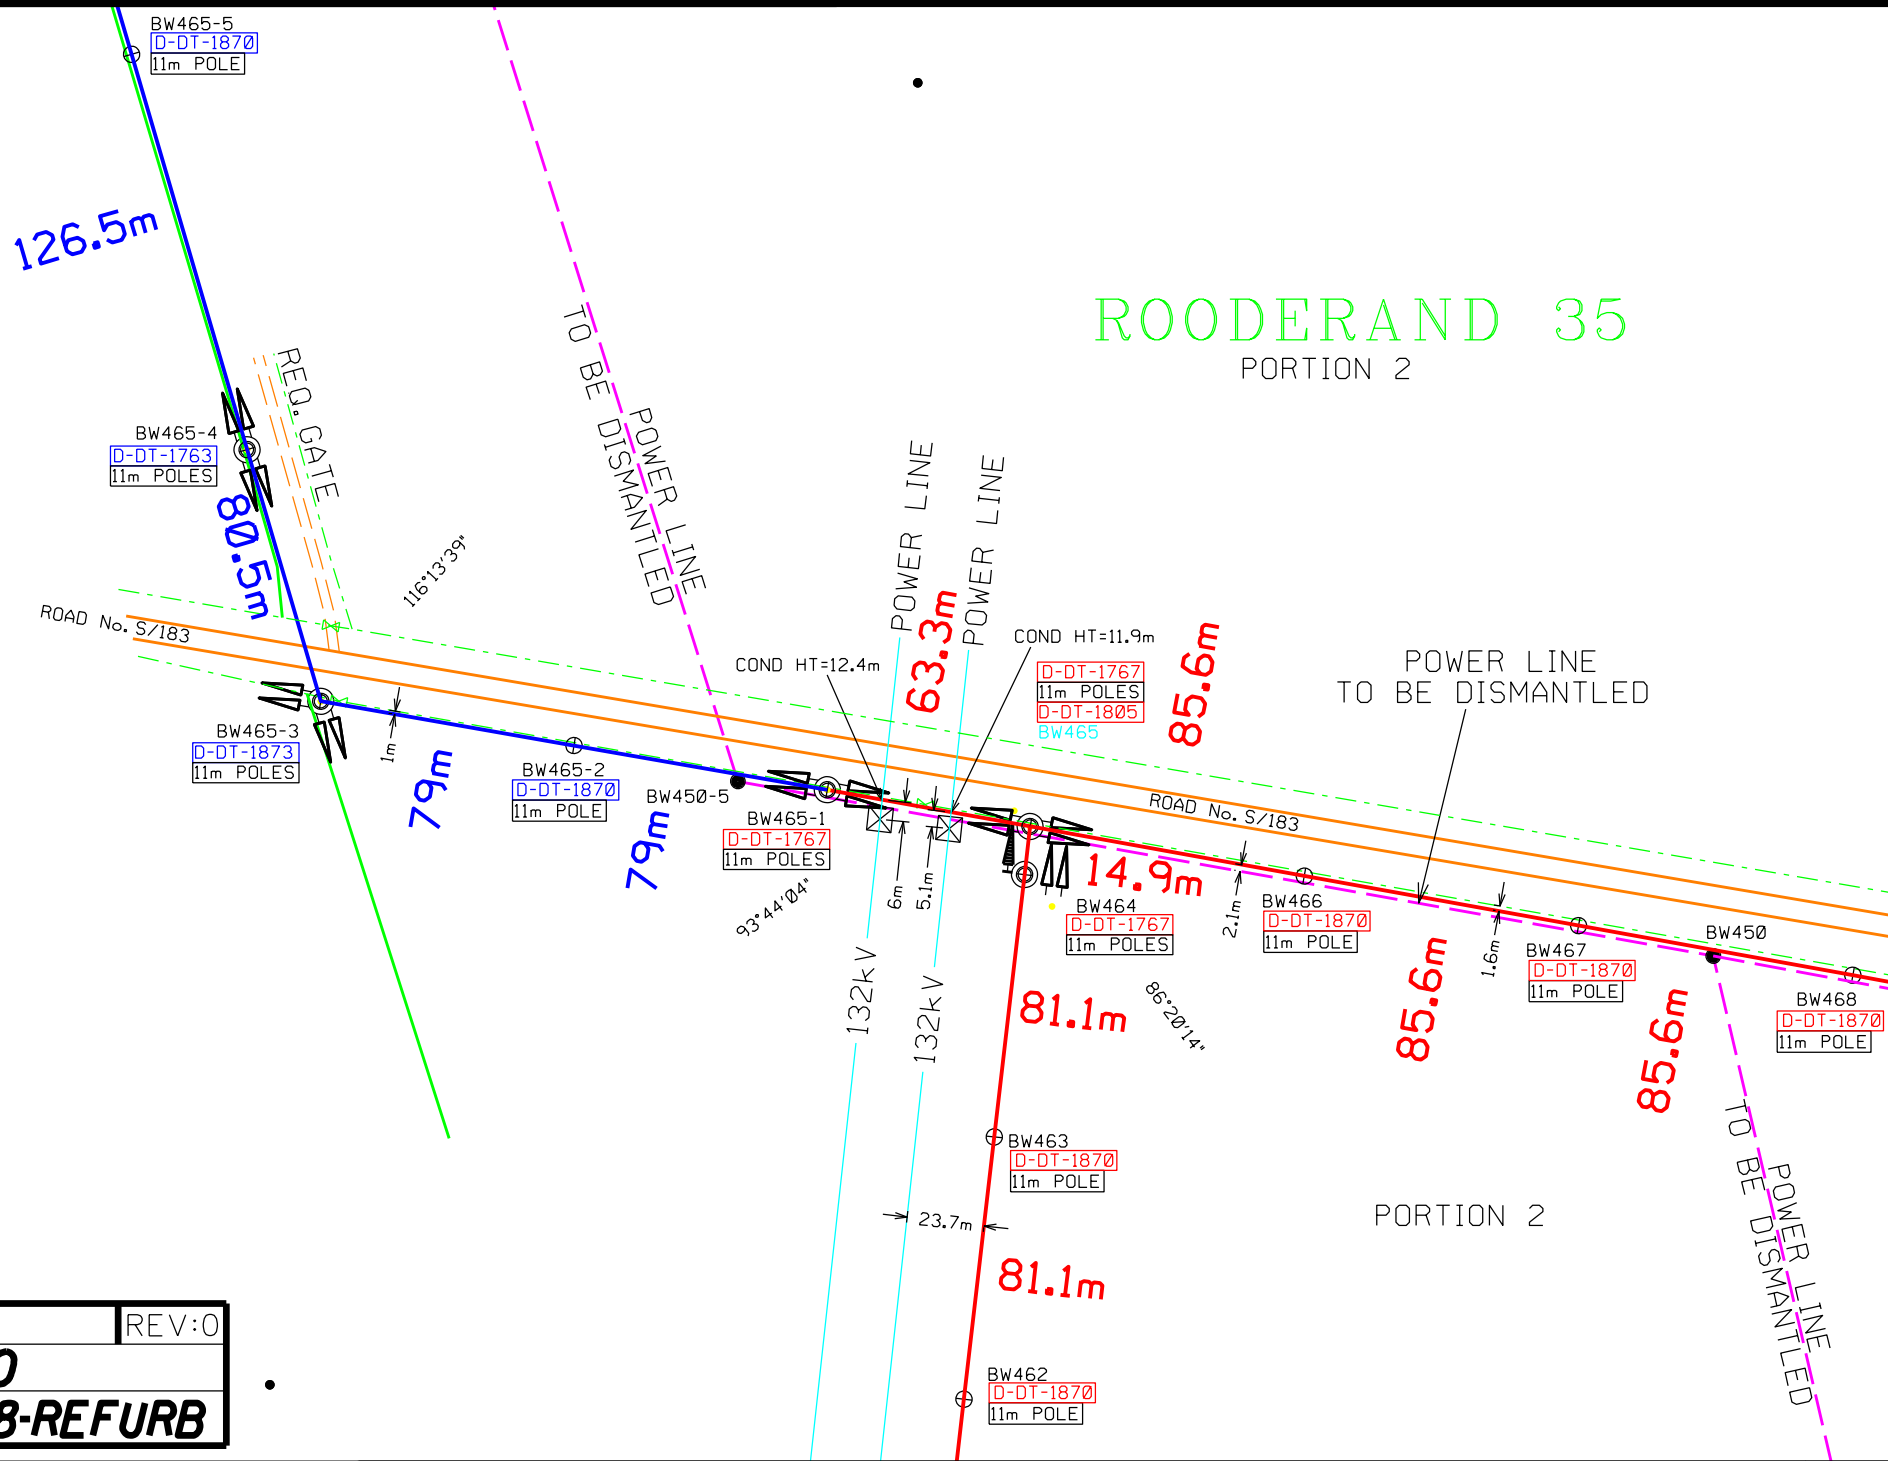 BW465-5
D-DT-1870
11m POLE
126.5m
ROODERAND 35
PORTION 2
TO BE DISMANTLED
POWER LINE
REQ. GATE
BW465-4
D-DT-1763
11m POLES
80.5m
116°13'39"
POWER LINE
POWER LINE
ROAD No. S/183
63.3m
COND HT=11.9m
COND HT=12.4m
D-DT-1767
11m POLES
D-DT-1805
BW465
85.6m
POWER LINE
TO BE DISMANTLED
BW465-3
D-DT-1873
11m POLES
1m
79m
BW465-2
D-DT-1870
11m POLE
BW450-5
79m
BW465-1
D-DT-1767
11m POLES
93°44'04"
6m
5.1m
ROAD No. S/183
14.9m
BW464
D-DT-1767
11m POLES
2.1m
BW466
D-DT-1870
11m POLE
85.6m
1.6m
BW467
D-DT-1870
11m POLE
BW450
85.6m
BW468
D-DT-1870
11m POLE
132kV
132kV
81.1m
86°20'14"
BW463
D-DT-1870
11m POLE
23.7m
81.1m
PORTION 2
TO BE DISMANTLED
POWER LINE
BW462
D-DT-1870
11m POLE
REV:0
0
8-REFURB